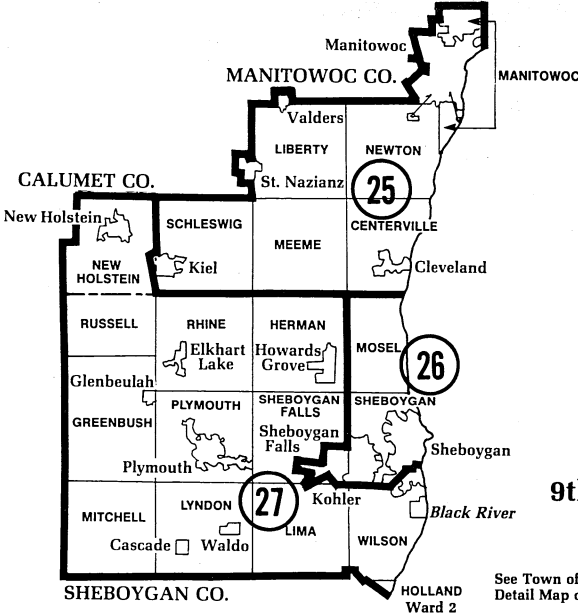 Manitowoc
MANITOWOC CO.
MANITOWOC
Valders
LIBERTY
NEWTON
CALUMET CO.
St. Nazianz
25
New Holstein
SCHLESWIG
CENTERVILLE
MEEME
NEW
HOLSTEIN
Kiel
Cleveland
RUSSELL
RHINE
HERMAN
MOSEL
Elkhart
Lake
Howards
Grove
26
Glenbeulah
PLYMOUTH
SHEBOYGAN
FALLS
SHEBOYGAN
GREENBUSH
Sheboygan
Falls
Sheboygan
Plymouth
27
Kohler
9t
MITCHELL
LYNDON
Black River
LIMA
WILSON
Cascade
Waldo
SHEBOYGAN CO.
HOLLAND
Ward 2
See Town of
Detail Map